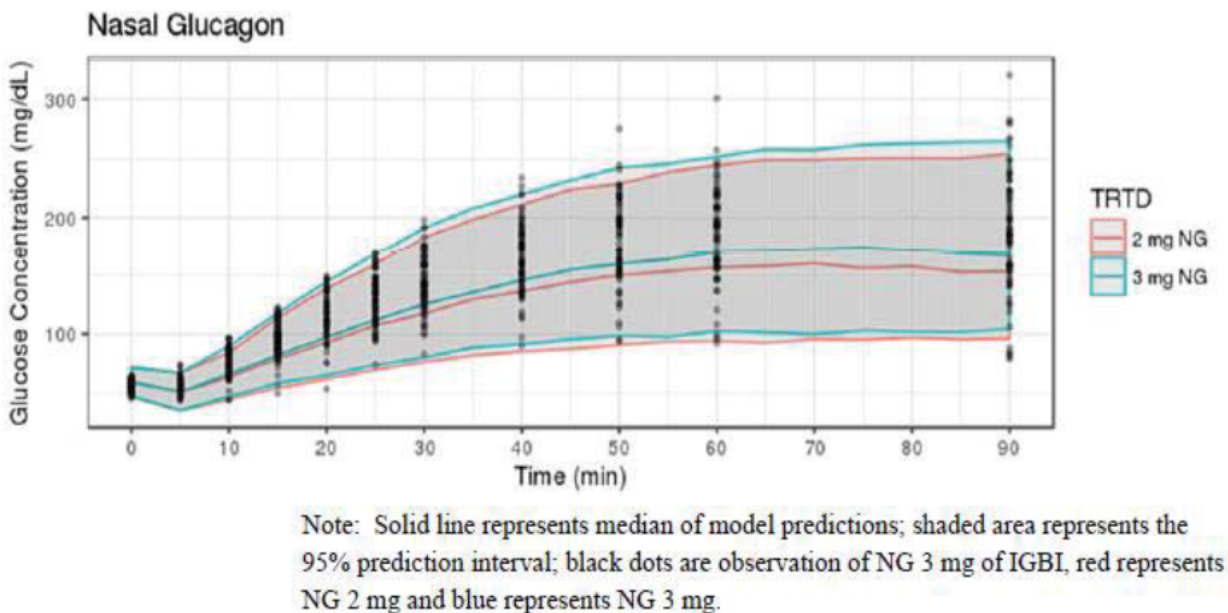 Nasal Glucagon
Glucose Concentration (mg/dL)
300
200
100
0 10 20 30 40 50 60 70 80 90
Time (min)
TRTD
2 mg NG
3 mg NG
Note: Solid line represents median of model predictions; shaded area represents the
95% prediction interval; black dots are observation of NG 3 mg of IGBI, red represents
NG 2 mg and blue represents NG 3 mg.